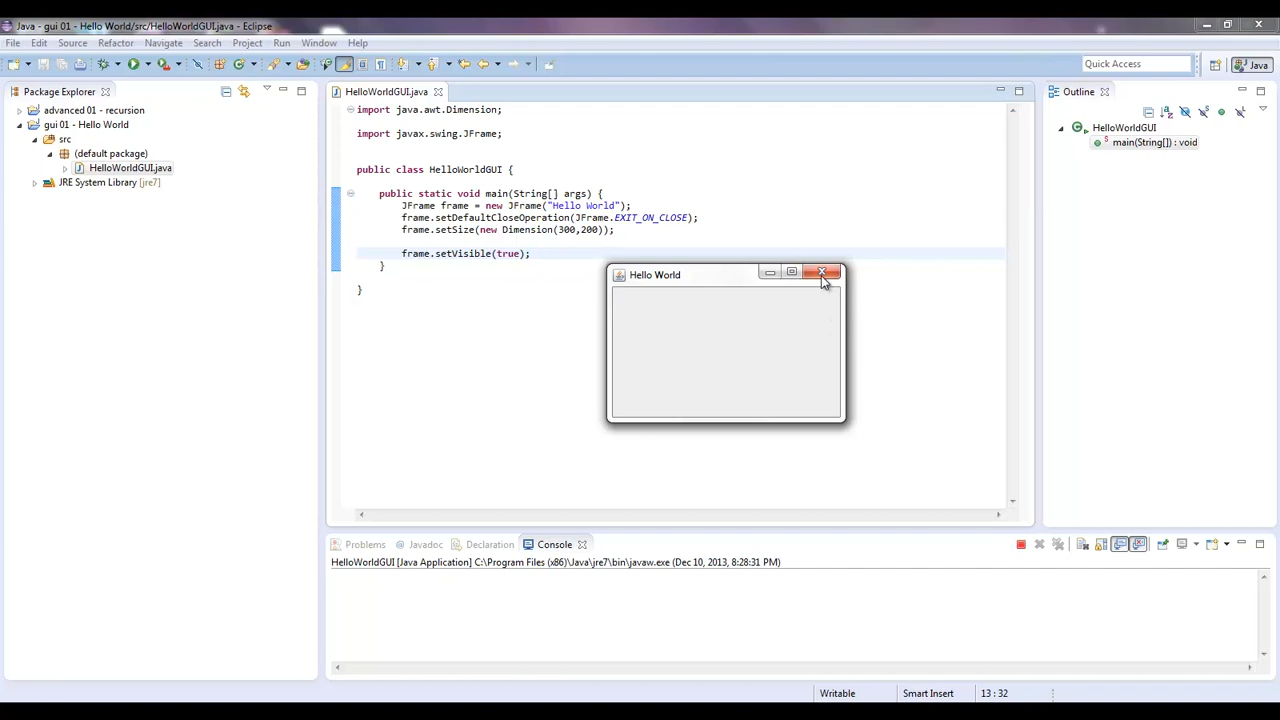 Java - gui 01 - Hello World/src/HelloWorldGUI.java - Eclipse
File Edit Source Refactor Navigate Search Project Run Window Help
Quick Access
Java
Package Explorer
advanced 01 - recursion
gui 01 - Hello World
src
(default package)
HelloWorldGUI.java
JRE System Library [jre7]
HelloWorldGUI.java
import java.awt.Dimension;
import javax.swing.JFrame;
public class HelloWorldGUI {
public static void main(String[] args) {
JFrame frame = new JFrame("Hello World");
frame.setDefaultCloseOperation(JFrame.EXIT_ON_CLOSE);
frame.setSize(new Dimension(300,200));
frame.setVisible(true);
}
}
Hello World
Outline
HelloWorldGUI
main(String[]) : void
Problems Javadoc Declaration Console
HelloWorldGUI [Java Application] C:\Program Files (x86)\Java\jre7\bin\javaw.exe (Dec 10, 2013, 8:28:31 PM)
Writable Smart Insert 13 : 32